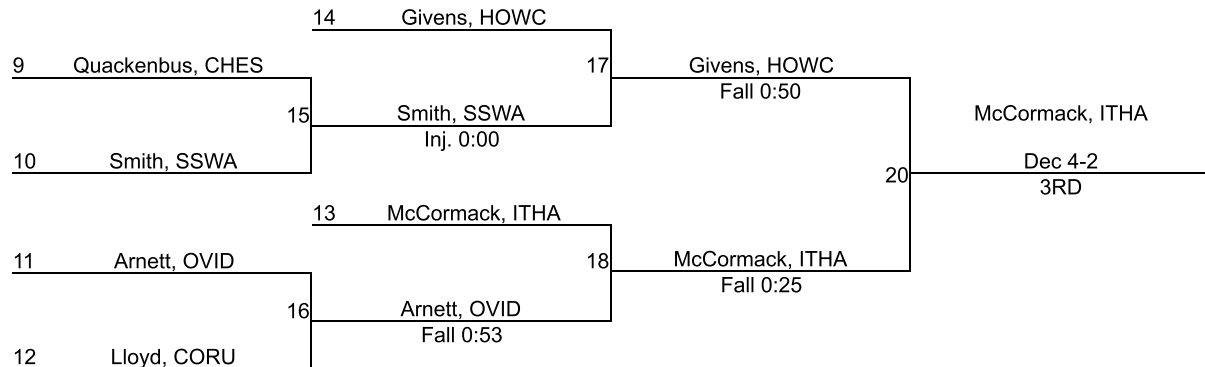 14 Givens, HOWC
9 Quackenbus, CHES
17 Givens, HOWC
Fall 0:50
15 Smith, SSWA
Inj. 0:00
McCormack, ITHA
10 Smith, SSWA
20 Dec 4-2
3RD
13 McCormack, ITHA
11 Arnett, OVID
18 McCormack, ITHA
Fall 0:25
16 Arnett, OVID
Fall 0:53
12 Lloyd, CORU